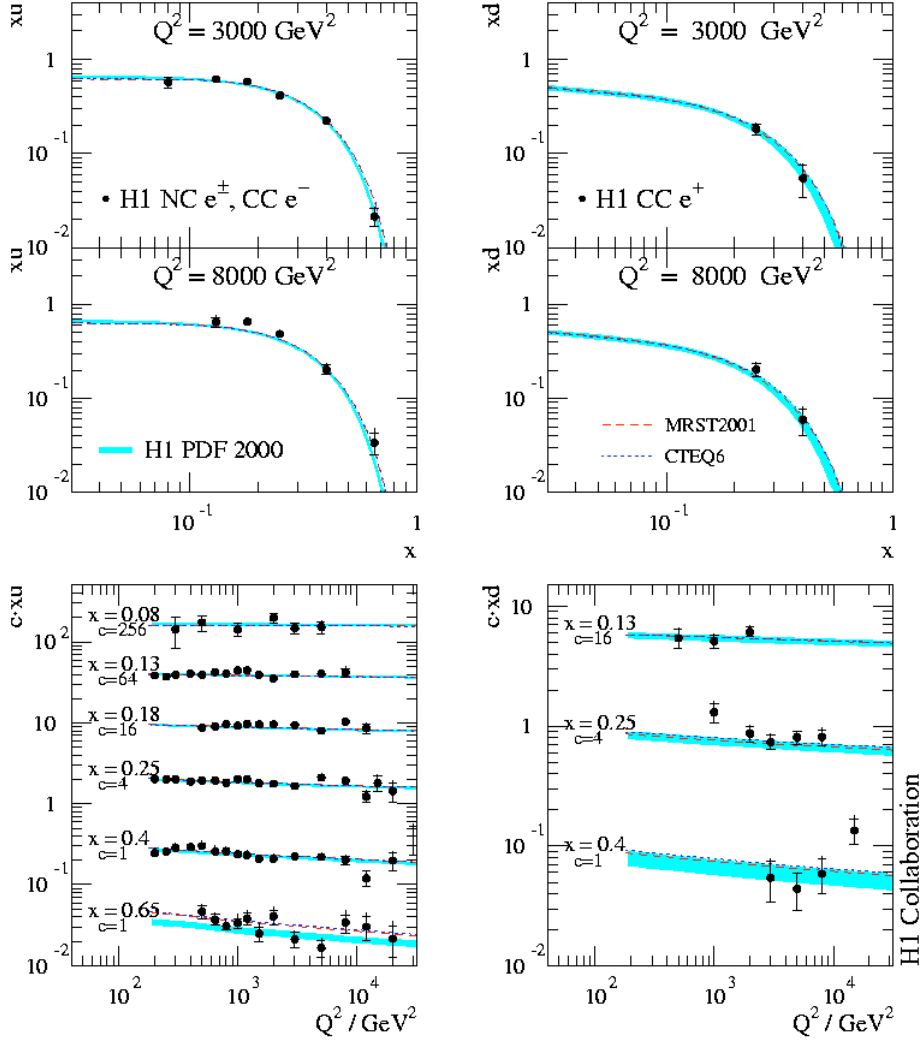 xu
Q² = 3000 GeV²
1
10⁻¹
10⁻²
H1 NC e±, CC e⁻
xd
Q² = 3000 GeV²
1
10⁻¹
10⁻²
H1 CC e⁺
xu
Q² = 8000 GeV²
1
10⁻¹
10⁻²
H1 PDF 2000
10⁻¹
1
x
xd
Q² = 8000 GeV²
1
10⁻¹
10⁻²
MRST2001
CTEQ6
10⁻¹
1
x
c·xu
10²
10
1
10⁻¹
10⁻²
x = 0.08
c=256
x = 0.13
c=64
x = 0.18
c=16
x = 0.25
c=4
x = 0.4
c=1
x = 0.65
c=1
10²
10³
10⁴
Q² / GeV²
c·xd
10
1
10⁻¹
10⁻²
x = 0.13
c=16
x = 0.25
c=4
x = 0.4
c=1
10²
10³
10⁴
Q² / GeV²
H1 Collaboration